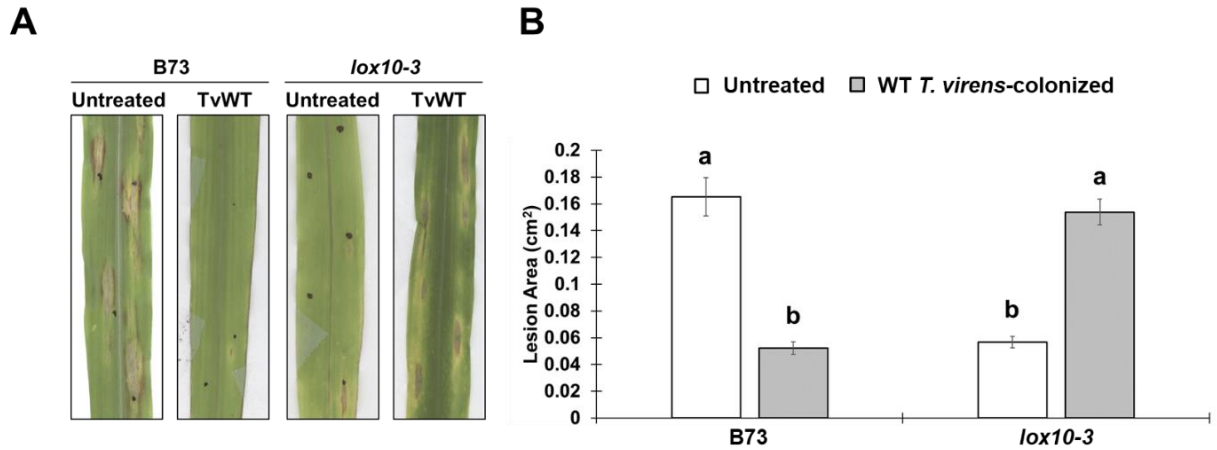 A
B73
lox10-3
Untreated
TvWT
Untreated
TvWT
B
Untreated
WT T. virens-colonized
Lesion Area (cm²)
0.2
0.18
0.16
0.14
0.12
0.1
0.08
0.06
0.04
0.02
0
a
b
b
a
B73
lox10-3